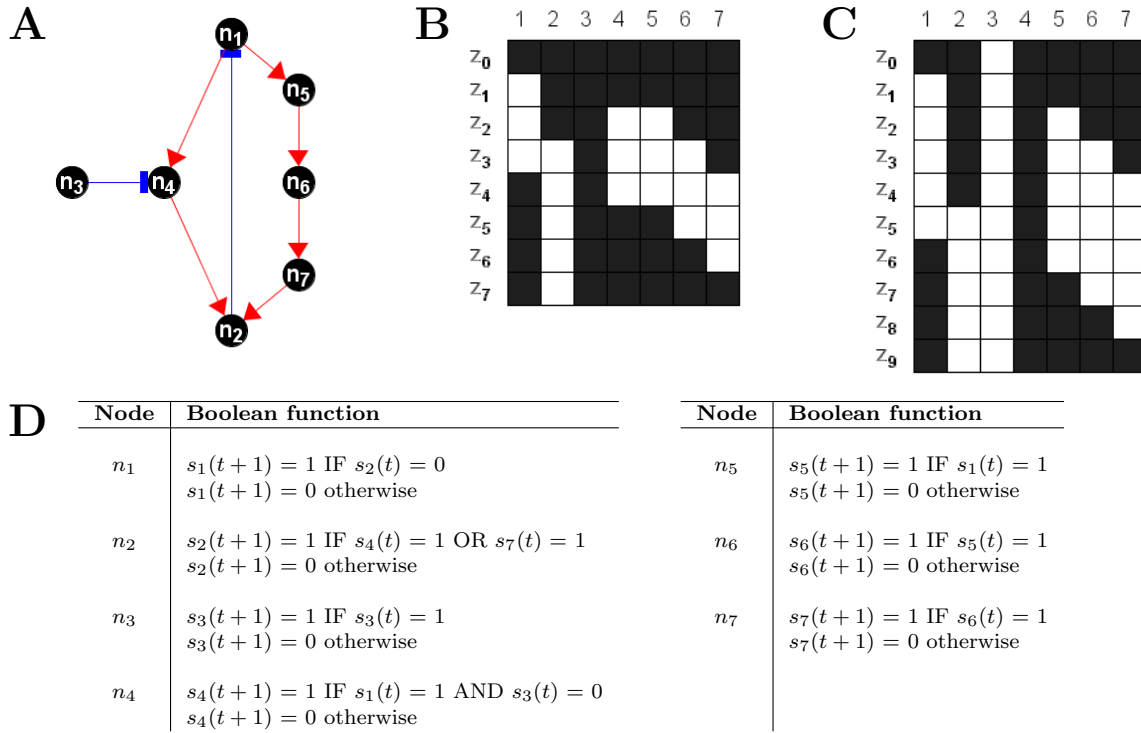 A
n1
n5
n3
n4
n6
n7
n2
B
1 2 3 4 5 6 7
Z0
Z1
Z2
Z3
Z4
Z5
Z6
Z7
C
1 2 3 4 5 6 7
Z0
Z1
Z2
Z3
Z4
Z5
Z6
Z7
Z8
Z9
D
Node Boolean function
n1 s1(t + 1) = 1 IF s2(t) = 0
s1(t + 1) = 0 otherwise
n2 s2(t + 1) = 1 IF s4(t) = 1 OR s7(t) = 1
s2(t + 1) = 0 otherwise
n3 s3(t + 1) = 1 IF s3(t) = 1
s3(t + 1) = 0 otherwise
n4 s4(t + 1) = 1 IF s1(t) = 1 AND s3(t) = 0
s4(t + 1) = 0 otherwise
Node Boolean function
n5 s5(t + 1) = 1 IF s1(t) = 1
s5(t + 1) = 0 otherwise
n6 s6(t + 1) = 1 IF s5(t) = 1
s6(t + 1) = 0 otherwise
n7 s7(t + 1) = 1 IF s6(t) = 1
s7(t + 1) = 0 otherwise